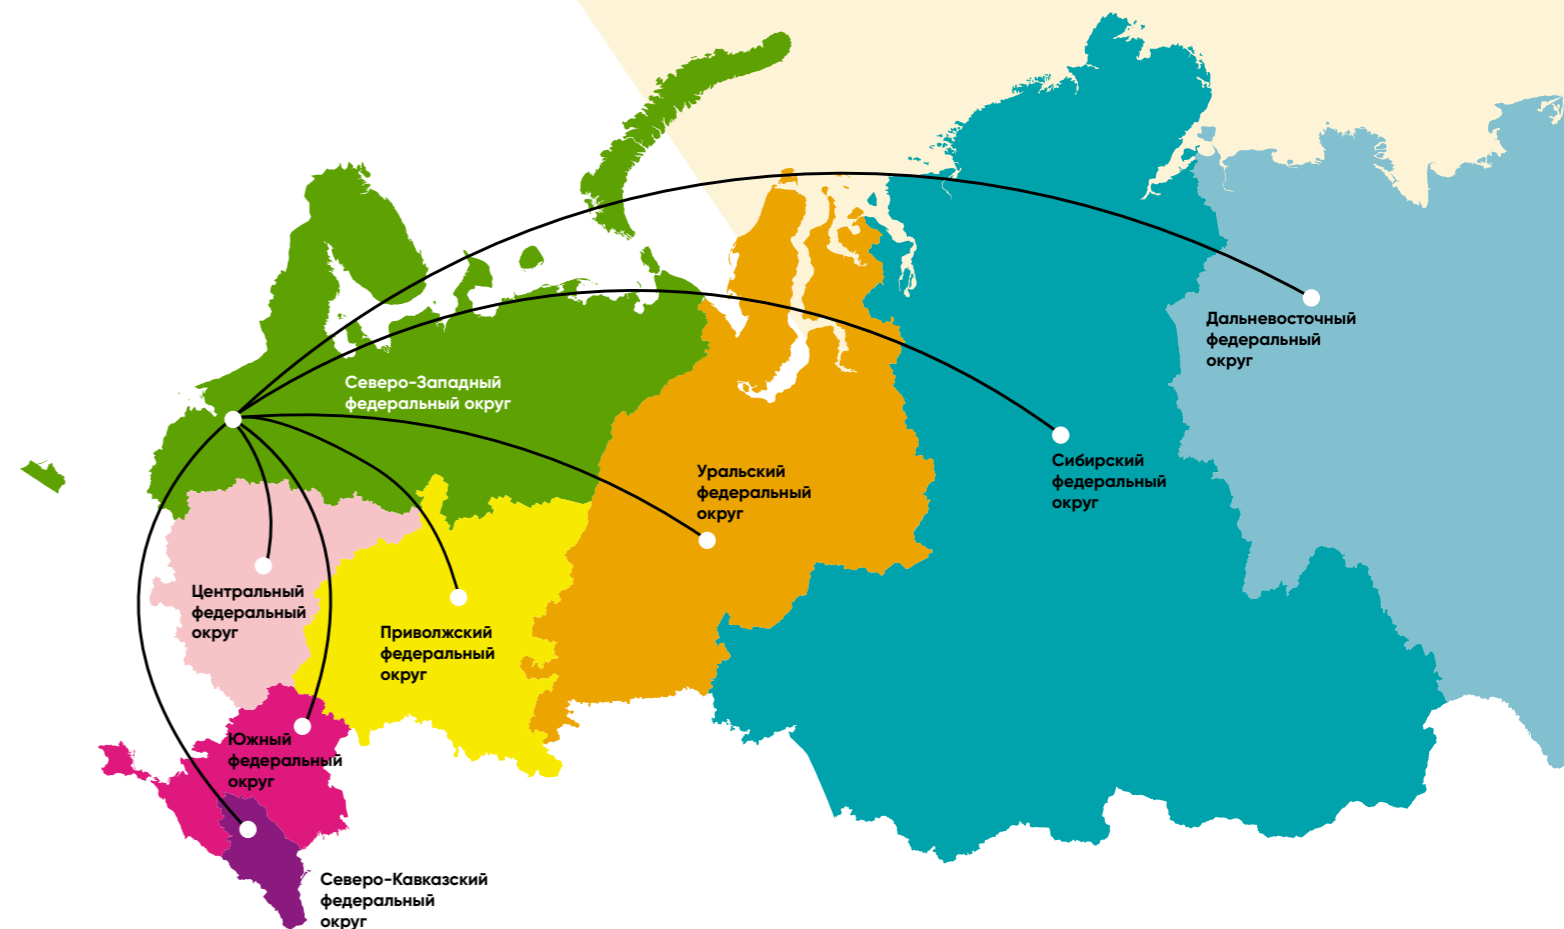 Дальневосточный
федеральный
округ
Северо-Западный
федеральный округ
Уральский
федеральный
округ
Сибирский
федеральный
округ
Центральный
федеральный
округ
Приволжский
федеральный
округ
Южный
федеральный
округ
Северо-Кавказский
федеральный
округ